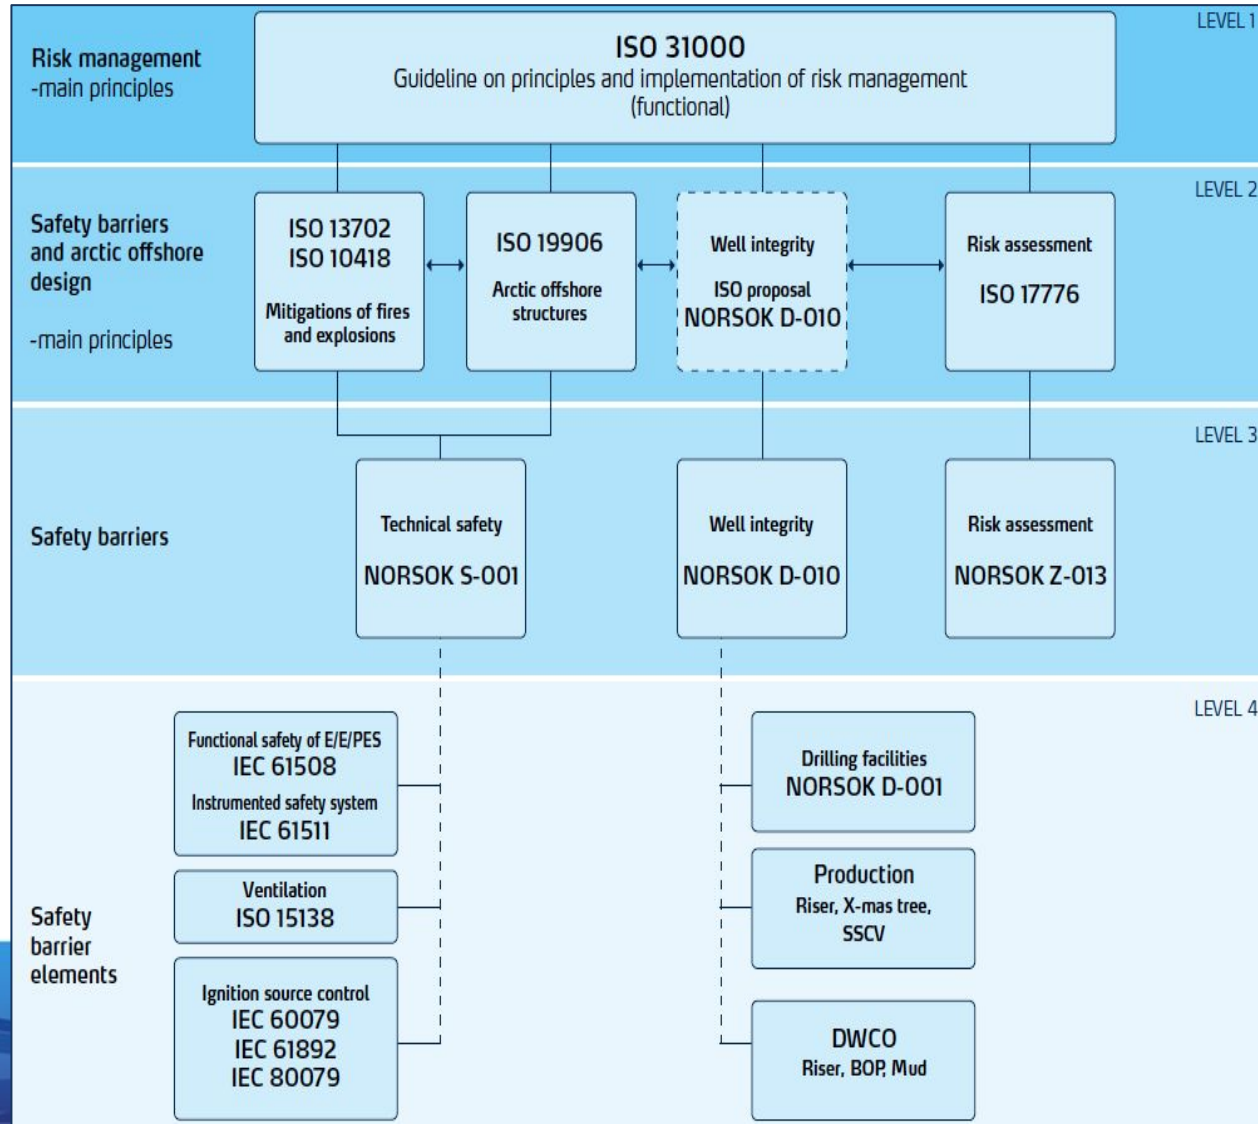 LEVEL 1
Risk management
-main principles
ISO 31000
Guideline on principles and implementation of risk management
(functional)
LEVEL 2
Safety barriers
and arctic offshore
design
-main principles
ISO 13702
ISO 10418
Mitigations of fires
and explosions
ISO 19906
Arctic offshore
structures
Well integrity
ISO proposal
NORSOK D-010
Risk assessment
ISO 17776
LEVEL 3
Safety barriers
Technical safety
NORSOK S-001
Well integrity
NORSOK D-010
Risk assessment
NORSOK Z-013
LEVEL 4
Safety
barrier
elements
Functional safety of E/E/PES
IEC 61508
Instrumented safety system
IEC 61511
Ventilation
ISO 15138
Ignition source control
IEC 60079
IEC 61892
IEC 80079
Drilling facilities
NORSOK D-001
Production
Riser, X-mas tree,
SSCV
DWCO
Riser, BOP, Mud